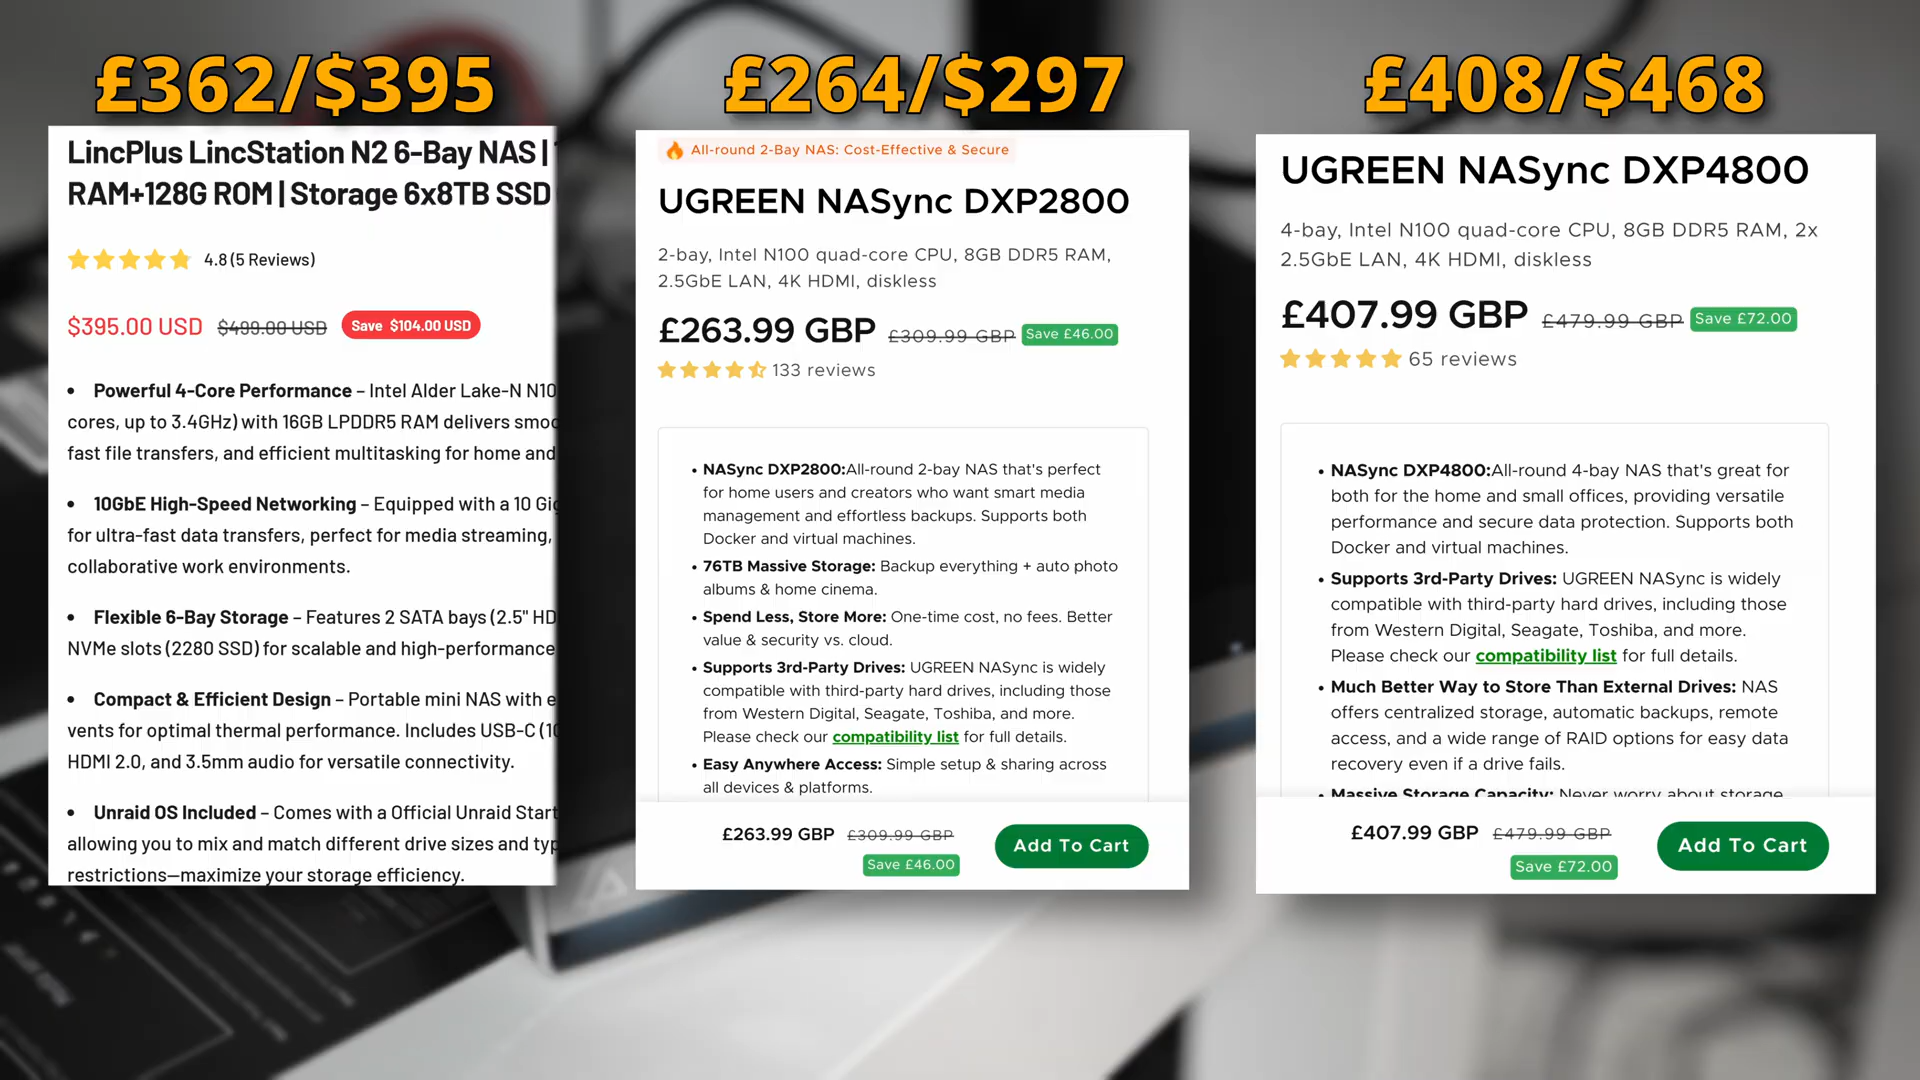 £362/$395
LincPlus LincStation N2 6-Bay NAS |
RAM+128G ROM | Storage 6x8TB SSD
4.8 (5 Reviews)
$395.00 USD $499.00 USD Save $104.00 USD
• Powerful 4-Core Performance – Intel Alder Lake-N N10
cores, up to 3.4GHz) with 16GB LPDDR5 RAM delivers smoo
fast file transfers, and efficient multitasking for home and
• 10GbE High-Speed Networking – Equipped with a 10 Gig
for ultra-fast data transfers, perfect for media streaming,
collaborative work environments.
• Flexible 6-Bay Storage – Features 2 SATA bays (2.5" HD
NVMe slots (2280 SSD) for scalable and high-performance
• Compact & Efficient Design – Portable mini NAS with e
vents for optimal thermal performance. Includes USB-C (10
HDMI 2.0, and 3.5mm audio for versatile connectivity.
• Unraid OS Included – Comes with a Official Unraid Start
allowing you to mix and match different drive sizes and typ
restrictions—maximize your storage efficiency.
£264/$297
All-round 2-Bay NAS: Cost-Effective & Secure
UGREEN NASync DXP2800
2-bay, Intel N100 quad-core CPU, 8GB DDR5 RAM,
2.5GbE LAN, 4K HDMI, diskless
£263.99 GBP £309.99 GBP Save £46.00
133 reviews
• NASync DXP2800:All-round 2-bay NAS that's perfect
for home users and creators who want smart media
management and effortless backups. Supports both
Docker and virtual machines.
• 76TB Massive Storage: Backup everything + auto photo
albums & home cinema.
• Spend Less, Store More: One-time cost, no fees. Better
value & security vs. cloud.
• Supports 3rd-Party Drives: UGREEN NASync is widely
compatible with third-party hard drives, including those
from Western Digital, Seagate, Toshiba, and more.
Please check our compatibility list for full details.
• Easy Anywhere Access: Simple setup & sharing across
all devices & platforms.
£263.99 GBP £309.99 GBP
Save £46.00
Add To Cart
£408/$468
UGREEN NASync DXP4800
4-bay, Intel N100 quad-core CPU, 8GB DDR5 RAM, 2x
2.5GbE LAN, 4K HDMI, diskless
£407.99 GBP £479.99 GBP Save £72.00
65 reviews
• NASync DXP4800:All-round 4-bay NAS that's great for
both for the home and small offices, providing versatile
performance and secure data protection. Supports both
Docker and virtual machines.
• Supports 3rd-Party Drives: UGREEN NASync is widely
compatible with third-party hard drives, including those
from Western Digital, Seagate, Toshiba, and more.
Please check our compatibility list for full details.
• Much Better Way to Store Than External Drives: NAS
offers centralized storage, automatic backups, remote
access, and a wide range of RAID options for easy data
recovery even if a drive fails.
• Massive Storage Capacity: Never worry about storage
£407.99 GBP £479.99 GBP
Save £72.00
Add To Cart